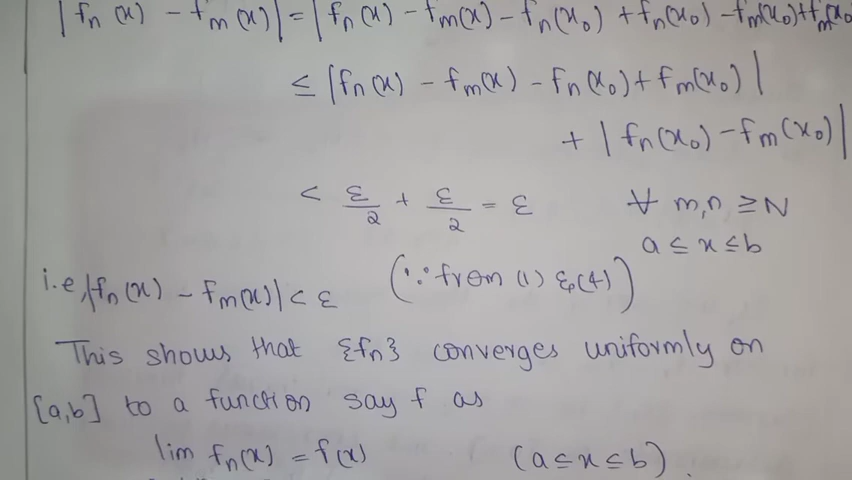 |fn(x) - fm(x)| = |fn(x) - fm(x) - fn(x₀) + fn(x₀) - fm(x₀) + fm(x₀
≤ |fn(x) - fm(x) - fn(x₀) + fm(x₀)|
+ |fn(x₀) - fm(x₀)|
< ε/2 + ε/2 = ε ∀ m,n ≥ N
a ≤ x ≤ b
i.e, |fn(x) - fm(x)| < ε (∵ from (1) & (4))
This shows that {fn} converges uniformly on
[a,b] to a function say f as
lim fn(x) = f(x) (a ≤ x ≤ b).